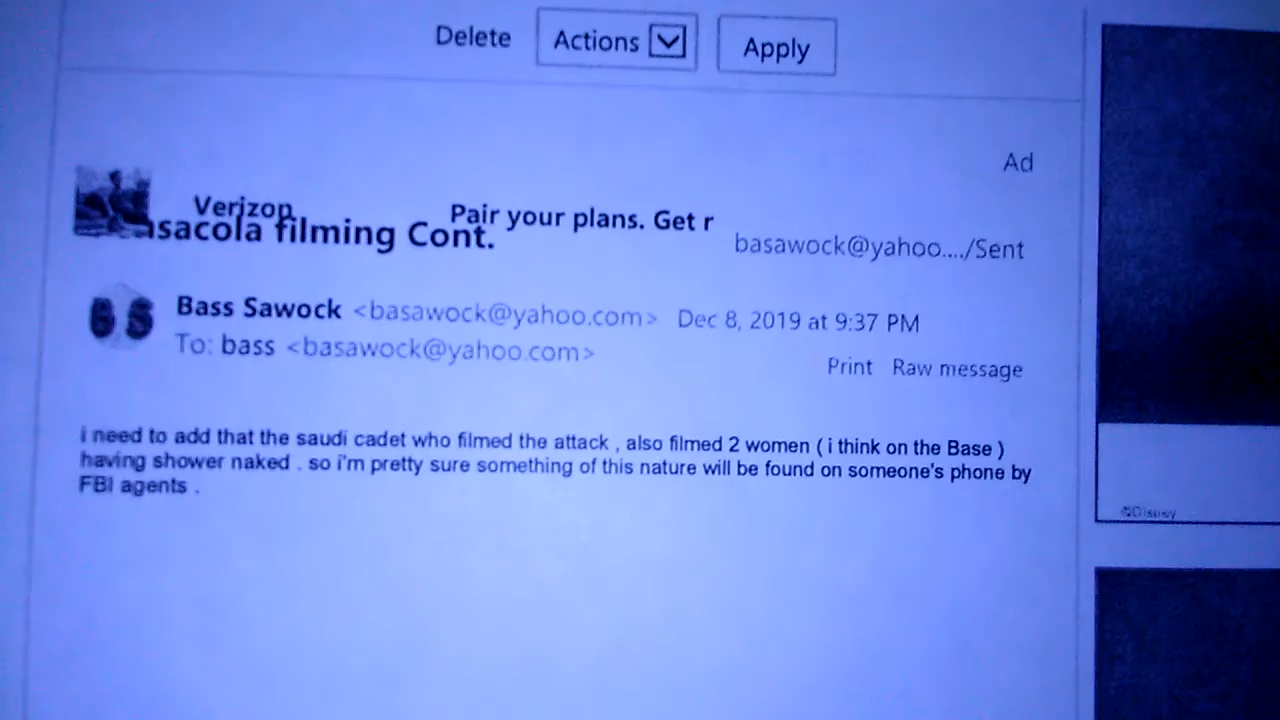 Delete Actions Apply
Ad
Verizon Pair your plans. Get r
sacola filming Cont.
basawock@yahoo..../Sent
Bass Sawock <basawock@yahoo.com> Dec 8, 2019 at 9:37 PM
To: bass <basawock@yahoo.com>
Print Raw message
i need to add that the saudi cadet who filmed the attack , also filmed 2 women ( i think on the Base )
having shower naked . so i'm pretty sure something of this nature will be found on someone's phone by
FBI agents .
©Disney